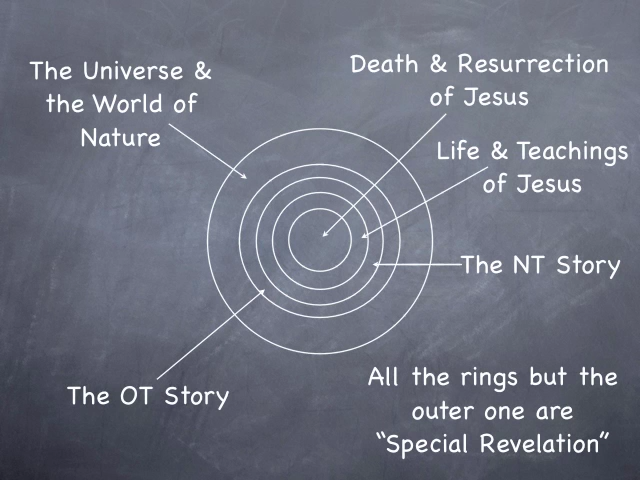 The Universe &
the World of
Nature
Death & Resurrection
of Jesus
Life & Teachings
of Jesus
The NT Story
The OT Story
All the rings but the
outer one are
“Special Revelation”